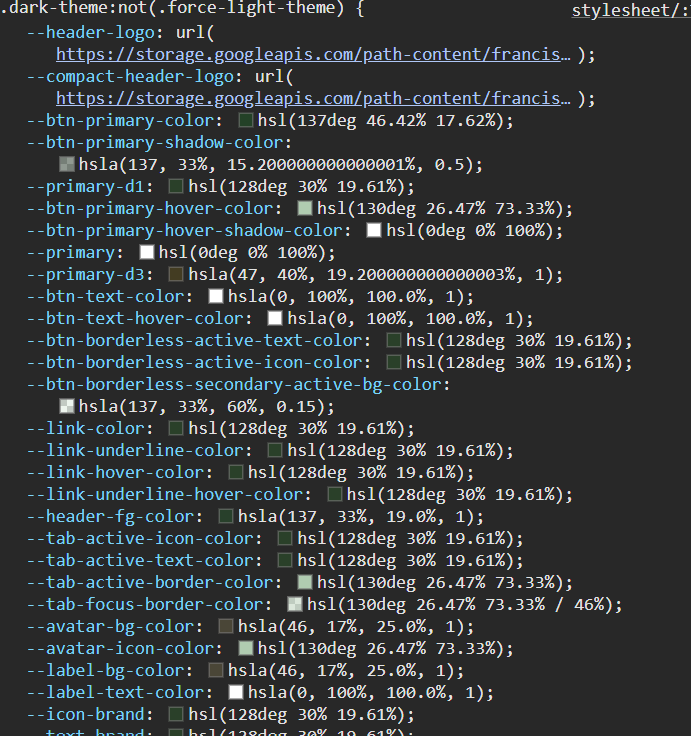 .dark-theme:not(.force-light-theme) { stylesheet/:
--header-logo: url(
https://storage.googleapis.com/path-content/francis… );
--compact-header-logo: url(
https://storage.googleapis.com/path-content/francis… );
--btn-primary-color: hsl(137deg 46.42% 17.62%);
--btn-primary-shadow-color:
hsla(137, 33%, 15.200000000000001%, 0.5);
--primary-d1: hsl(128deg 30% 19.61%);
--btn-primary-hover-color: hsl(130deg 26.47% 73.33%);
--btn-primary-hover-shadow-color: hsl(0deg 0% 100%);
--primary: hsl(0deg 0% 100%);
--primary-d3: hsla(47, 40%, 19.200000000000003%, 1);
--btn-text-color: hsla(0, 100%, 100.0%, 1);
--btn-text-hover-color: hsla(0, 100%, 100.0%, 1);
--btn-borderless-active-text-color: hsl(128deg 30% 19.61%);
--btn-borderless-active-icon-color: hsl(128deg 30% 19.61%);
--btn-borderless-secondary-active-bg-color:
hsla(137, 33%, 60%, 0.15);
--link-color: hsl(128deg 30% 19.61%);
--link-underline-color: hsl(128deg 30% 19.61%);
--link-hover-color: hsl(128deg 30% 19.61%);
--link-underline-hover-color: hsl(128deg 30% 19.61%);
--header-fg-color: hsla(137, 33%, 19.0%, 1);
--tab-active-icon-color: hsl(128deg 30% 19.61%);
--tab-active-text-color: hsl(128deg 30% 19.61%);
--tab-active-border-color: hsl(130deg 26.47% 73.33%);
--tab-focus-border-color: hsl(130deg 26.47% 73.33% / 46%);
--avatar-bg-color: hsla(46, 17%, 25.0%, 1);
--avatar-icon-color: hsl(130deg 26.47% 73.33%);
--label-bg-color: hsla(46, 17%, 25.0%, 1);
--label-text-color: hsla(0, 100%, 100.0%, 1);
--icon-brand: hsl(128deg 30% 19.61%);
--text-brand: hsl(128deg 30% 19.61%);